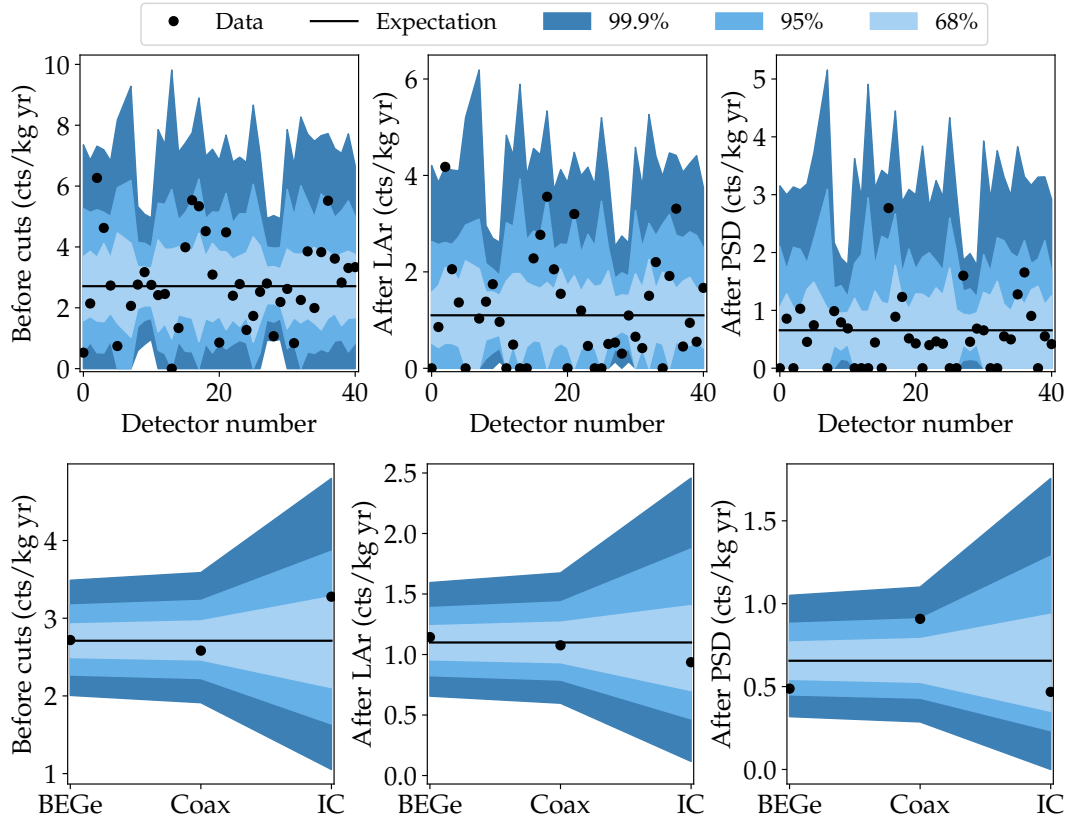 Data Expectation 99.9% 95% 68%
Before cuts (cts/kg yr)
0 2 4 6 8 10
0 20 40
Detector number
After LAr (cts/kg yr)
0 2 4 6
0 20 40
Detector number
After PSD (cts/kg yr)
0 1 2 3 4 5
0 20 40
Detector number
Before cuts (cts/kg yr)
1 2 3 4
BEGe Coax IC
After LAr (cts/kg yr)
0.0 0.5 1.0 1.5 2.0 2.5
BEGe Coax IC
After PSD (cts/kg yr)
0.0 0.5 1.0 1.5
BEGe Coax IC